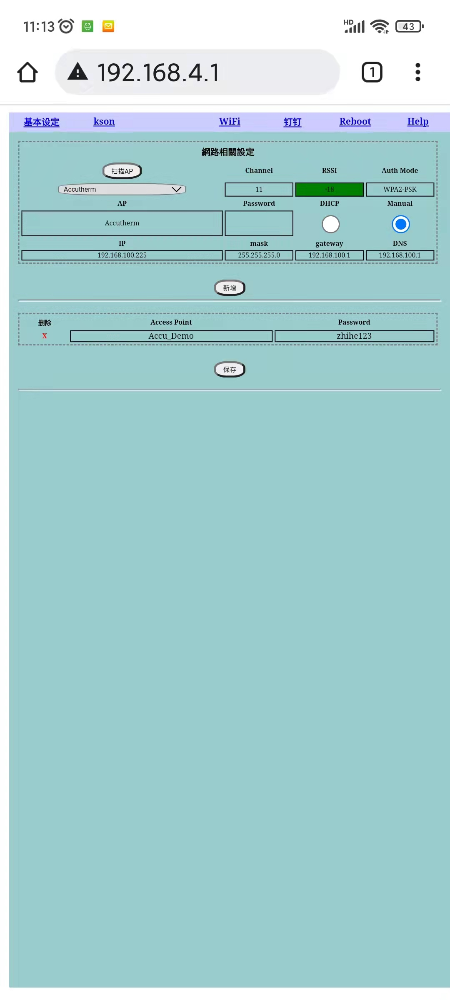 11:13
HD
43
192.168.4.1
1
基本设定 kson WiFi 钉钉 Reboot Help
網路相關設定
扫描AP Channel RSSI Auth Mode
Accutherm 11 -18 WPA2-PSK
AP Password DHCP Manual
Accutherm
IP mask gateway DNS
192.168.100.225 255.255.255.0 192.168.100.1 192.168.100.1
新增
删除 Access Point Password
X Accu_Demo zhihe123
保存